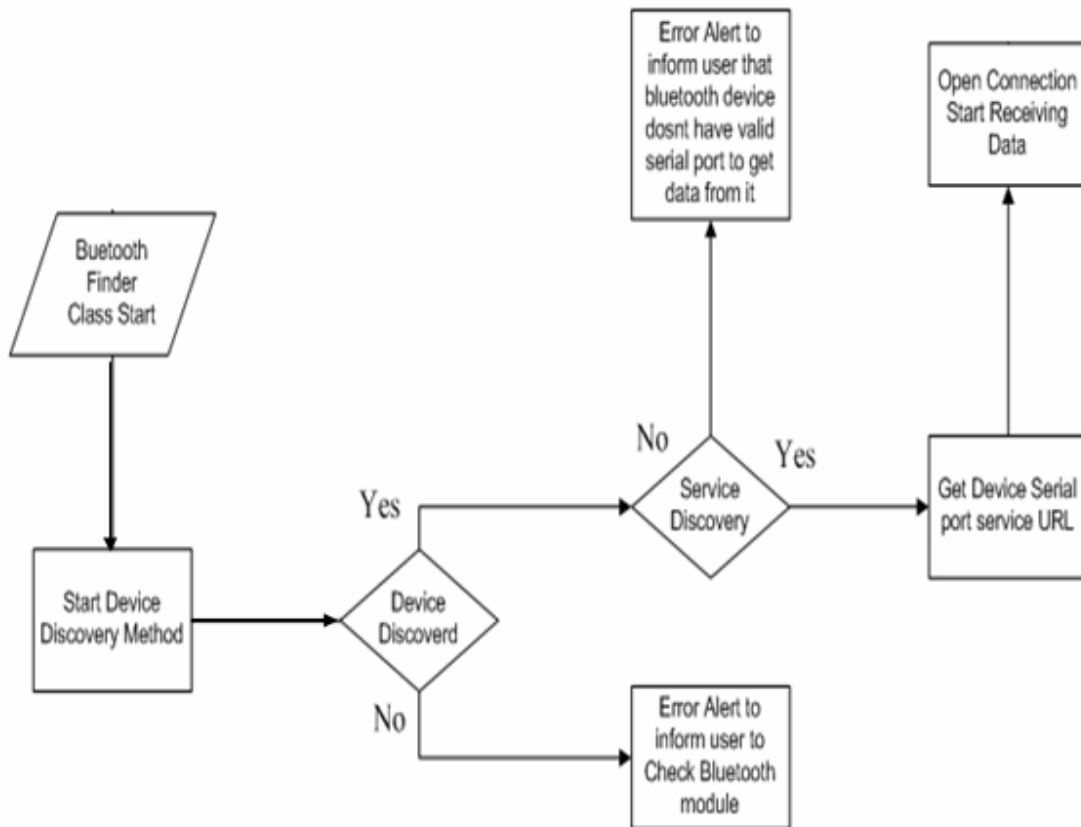 Buetooth
Finder
Class Start
Start Device
Discovery Method
Device
Discoverd
Yes
No
Error Alert to
inform user to
Check Bluetooth
module
Service
Discovery
No
Yes
Error Alert to
inform user that
bluetooth device
dosnt have valid
serial port to get
data from it
Get Device Serial
port service URL
Open Connection
Start Receiving
Data